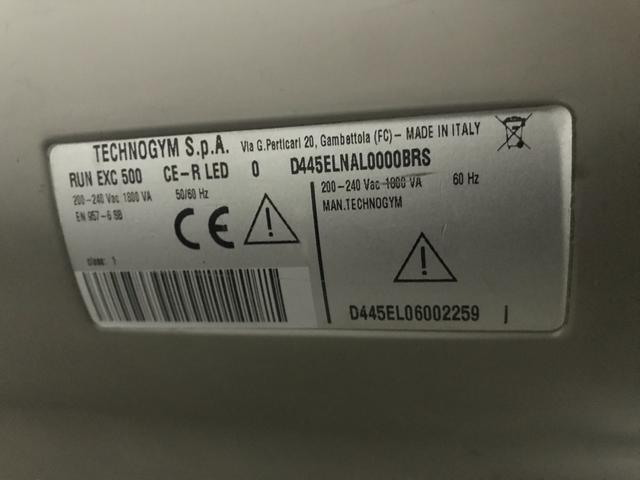 TECHNOGYM S.p.A. Via G.Perticari 20, Gambettola (FC) – MADE IN ITALY
RUN EXC 500 CE-R LED 0 D445ELNAL0000BRS
200-240 Vac 1800 VA 50/60 Hz
200-240 Vac 1800 VA 60 Hz
EN 957-6 SB
MAN.TECHNOGYM
CE
class: 1
D445EL06002259 j